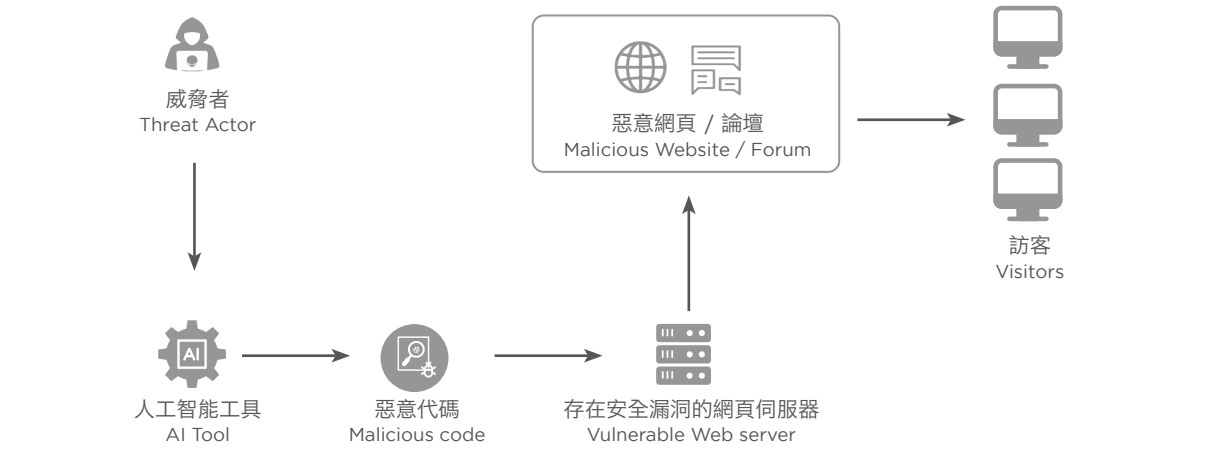 威脅者
Threat Actor
惡意網頁 / 論壇
Malicious Website / Forum
訪客
Visitors
AI
人工智能工具
AI Tool
惡意代碼
Malicious code
存在安全漏洞的網頁伺服器
Vulnerable Web server